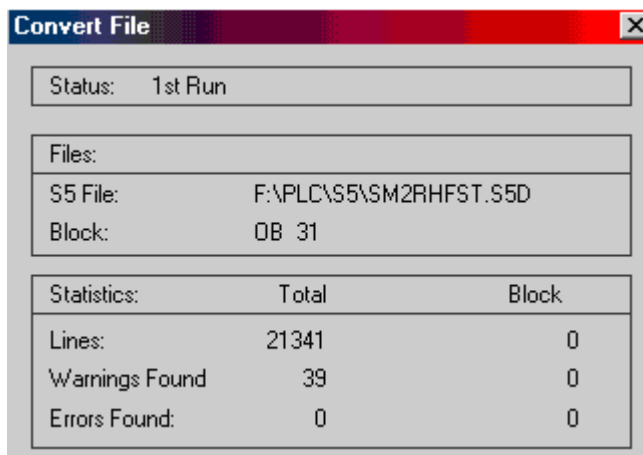 Convert File
Status: 1st Run
Files:
S5 File: F:\PLC\S5\SM2RHFST.S5D
Block: OB 31
Statistics: Total Block
Lines: 21341 0
Warnings Found 39 0
Errors Found: 0 0